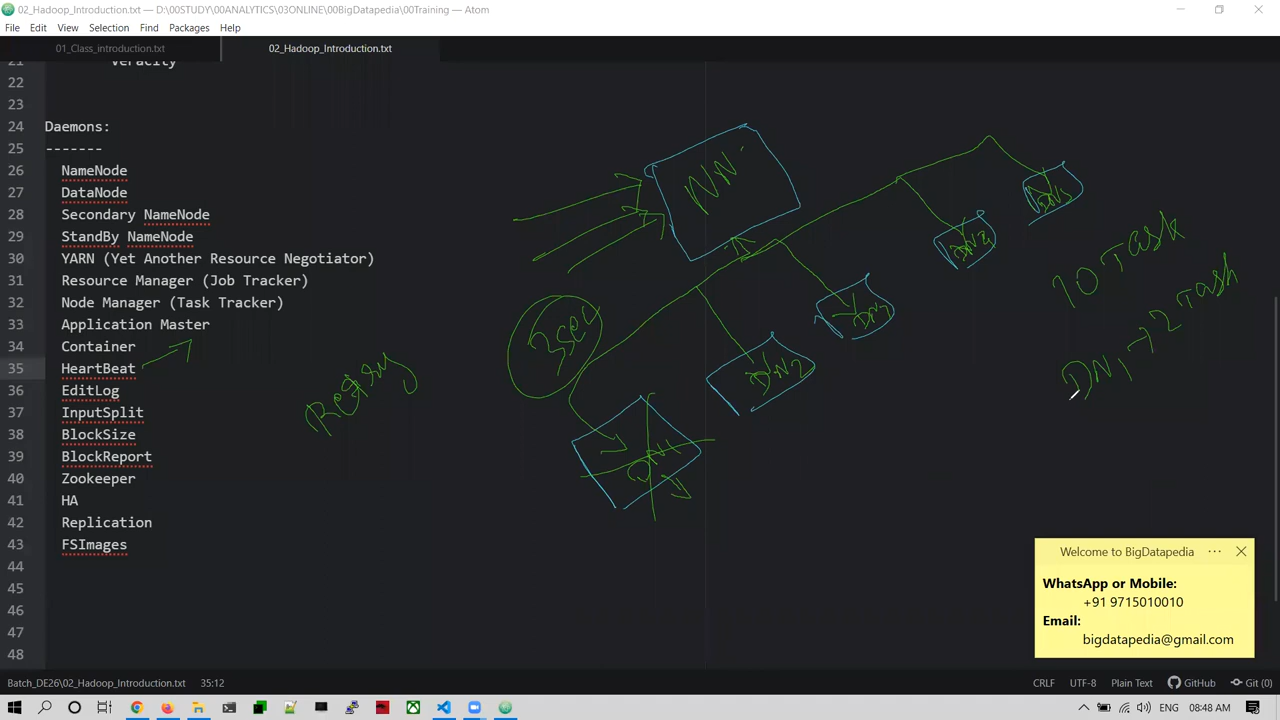 02_Hadoop_Introduction.txt — D:\00STUDY\00ANALYTICS\03ONLINE\00BigDatapedia\00Training — Atom
File Edit View Selection Find Packages Help
01_Class_introduction.txt 02_Hadoop_Introduction.txt
21 Veracity
22
23
24 Daemons:
25 -------
26 NameNode
27 DataNode
28 Secondary NameNode
29 StandBy NameNode
30 YARN (Yet Another Resource Negotiator)
31 Resource Manager (Job Tracker)
32 Node Manager (Task Tracker)
33 Application Master
34 Container
35 HeartBeat
36 EditLog
37 InputSplit
38 BlockSize
39 BlockReport
40 Zookeeper
41 HA
42 Replication
43 FSImages
44
45
46
47
48
NN
3sec
DN2
10 Task
DN1 → 2 Task
Welcome to BigDatapedia ···
WhatsApp or Mobile:
+91 9715010010
Email:
bigdatapedia@gmail.com
Batch_DE26\02_Hadoop_Introduction.txt 35:12 CRLF UTF-8 Plain Text GitHub Git (0)
ENG 08:48 AM